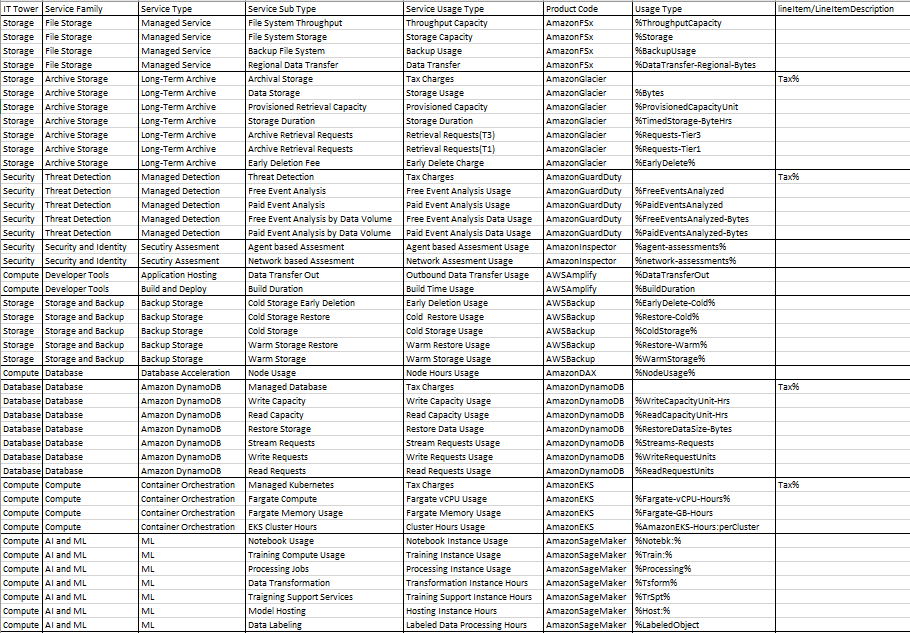 IT Tower Service Family Service Type Service Sub Type Service Usage Type Product Code Usage Type lineItem/LineItemDescription
Storage File Storage Managed Service File System Throughput Throughput Capacity AmazonFSx %ThroughputCapacity
Storage File Storage Managed Service File System Storage Storage Capacity AmazonFSx %Storage
Storage File Storage Managed Service Backup File System Backup Usage AmazonFSx %BackupUsage
Storage File Storage Managed Service Regional Data Transfer Data Transfer AmazonFSx %DataTransfer-Regional-Bytes
Storage Archive Storage Long-Term Archive Archival Storage Tax Charges AmazonGlacier Tax%
Storage Archive Storage Long-Term Archive Data Storage Storage Usage AmazonGlacier %Bytes
Storage Archive Storage Long-Term Archive Provisioned Retrieval Capacity Provisioned Capacity AmazonGlacier %ProvisionedCapacityUnit
Storage Archive Storage Long-Term Archive Storage Duration Storage Duration AmazonGlacier %TimedStorage-ByteHrs
Storage Archive Storage Long-Term Archive Archive Retrieval Requests Retrieval Requests(T3) AmazonGlacier %Requests-Tier3
Storage Archive Storage Long-Term Archive Archive Retrieval Requests Retrieval Requests(T1) AmazonGlacier %Requests-Tier1
Storage Archive Storage Long-Term Archive Early Deletion Fee Early Delete Charge AmazonGlacier %EarlyDelete%
Security Threat Detection Managed Detection Threat Detection Tax Charges AmazonGuardDuty Tax%
Security Threat Detection Managed Detection Free Event Analysis Free Event Analysis Usage AmazonGuardDuty %FreeEventsAnalyzed
Security Threat Detection Managed Detection Paid Event Analysis Paid Event Analysis Usage AmazonGuardDuty %PaidEventsAnalyzed
Security Threat Detection Managed Detection Free Event Analysis by Data Volume Free Event Analysis Data Usage AmazonGuardDuty %FreeEventsAnalyzed-Bytes
Security Threat Detection Managed Detection Paid Event Analysis by Data Volume Paid Event Analysis Data Usage AmazonGuardDuty %PaidEventsAnalyzed-Bytes
Security Security and Identity Secutiry Assesment Agent based Assesment Agent based Assesment Usage AmazonInspector %agent-assessments%
Security Security and Identity Secutiry Assesment Network based Assesment Network Assesment Usage AmazonInspector %network-assessments%
Compute Developer Tools Application Hosting Data Transfer Out Outbound Data Transfer Usage AWSAmplify %DataTransferOut
Compute Developer Tools Build and Deploy Build Duration Build Time Usage AWSAmplify %BuildDuration
Storage Storage and Backup Backup Storage Cold Storage Early Deletion Early Deletion Usage AWSBackup %EarlyDelete-Cold%
Storage Storage and Backup Backup Storage Cold Storage Restore Cold Restore Usage AWSBackup %Restore-Cold%
Storage Storage and Backup Backup Storage Cold Storage Cold Storage Usage AWSBackup %ColdStorage%
Storage Storage and Backup Backup Storage Warm Storage Restore Warm Restore Usage AWSBackup %Restore-Warm%
Storage Storage and Backup Backup Storage Warm Storage Warm Storage Usage AWSBackup %WarmStorage%
Compute Database Database Acceleration Node Usage Node Hours Usage AmazonDAX %NodeUsage%
Database Database Amazon DynamoDB Managed Database Tax Charges AmazonDynamoDB Tax%
Database Database Amazon DynamoDB Write Capacity Write Capacity Usage AmazonDynamoDB %WriteCapacityUnit-Hrs
Database Database Amazon DynamoDB Read Capacity Read Capacity Usage AmazonDynamoDB %ReadCapacityUnit-Hrs
Database Database Amazon DynamoDB Restore Storage Restore Data Usage AmazonDynamoDB %RestoreDataSize-Bytes
Database Database Amazon DynamoDB Stream Requests Stream Requests Usage AmazonDynamoDB %Streams-Requests
Database Database Amazon DynamoDB Write Requests Write Requests Usage AmazonDynamoDB %WriteRequestUnits
Database Database Amazon DynamoDB Read Requests Read Requests Usage AmazonDynamoDB %ReadRequestUnits
Compute Compute Container Orchestration Managed Kubernetes Tax Charges AmazonEKS Tax%
Compute Compute Container Orchestration Fargate Compute Fargate vCPU Usage AmazonEKS %Fargate-vCPU-Hours%
Compute Compute Container Orchestration Fargate Memory Usage Fargate Memory Usage AmazonEKS %Fargate-GB-Hours
Compute Compute Container Orchestration EKS Cluster Hours Cluster Hours Usage AmazonEKS %AmazonEKS-Hours:perCluster
Compute AI and ML ML Notebook Usage Notebook Instance Usage AmazonSageMaker %Notebk:%
Compute AI and ML ML Training Compute Usage Training Instance Usage AmazonSageMaker %Train:%
Compute AI and ML ML Processing Jobs Processing Instance Usage AmazonSageMaker %Processing%
Compute AI and ML ML Data Transformation Transformation Instance Hours AmazonSageMaker %Tsform%
Compute AI and ML ML Traigning Support Services Training Support Instance Hours AmazonSageMaker %TrSpt%
Compute AI and ML ML Model Hosting Hosting Instance Hours AmazonSageMaker %Host:%
Compute AI and ML ML Data Labeling Labeled Data Processing Hours AmazonSageMaker %LabeledObject